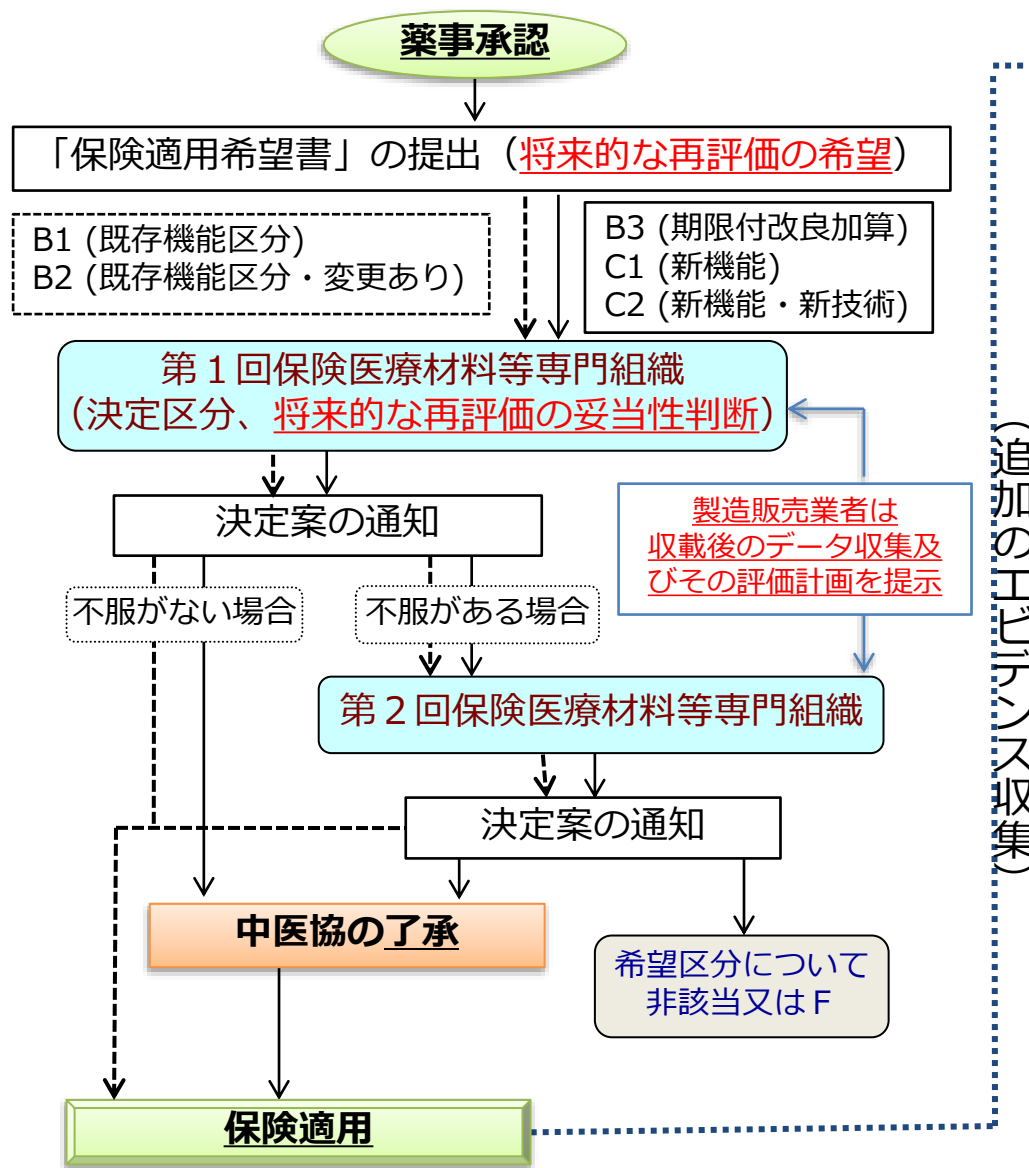 薬事承認
「保険適用希望書」の提出（将来的な再評価の希望）
B1 (既存機能区分)
B2 (既存機能区分・変更あり)
B3 (期限付改良加算)
C1 (新機能)
C2 (新機能・新技術)
第１回保険医療材料等専門組織
（決定区分、将来的な再評価の妥当性判断）
決定案の通知
製造販売業者は
収載後のデータ収集及
びその評価計画を提示
不服がない場合
不服がある場合
第２回保険医療材料等専門組織
決定案の通知
中医協の了承
希望区分について
非該当又はＦ
保険適用
（追加のエビデンス収集）